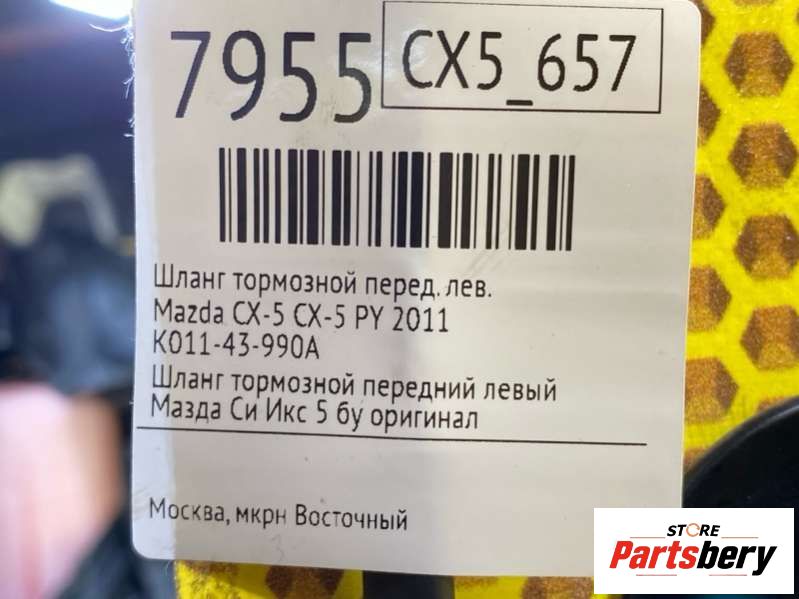 7955
CX5_657
Шланг тормозной перед. лев.
Mazda CX-5 CX-5 PY 2011
K011-43-990A
Шланг тормозной передний левый
Мазда Си Икс 5 бу оригинал
Москва, мкрн Восточный
STORE
Partsbery